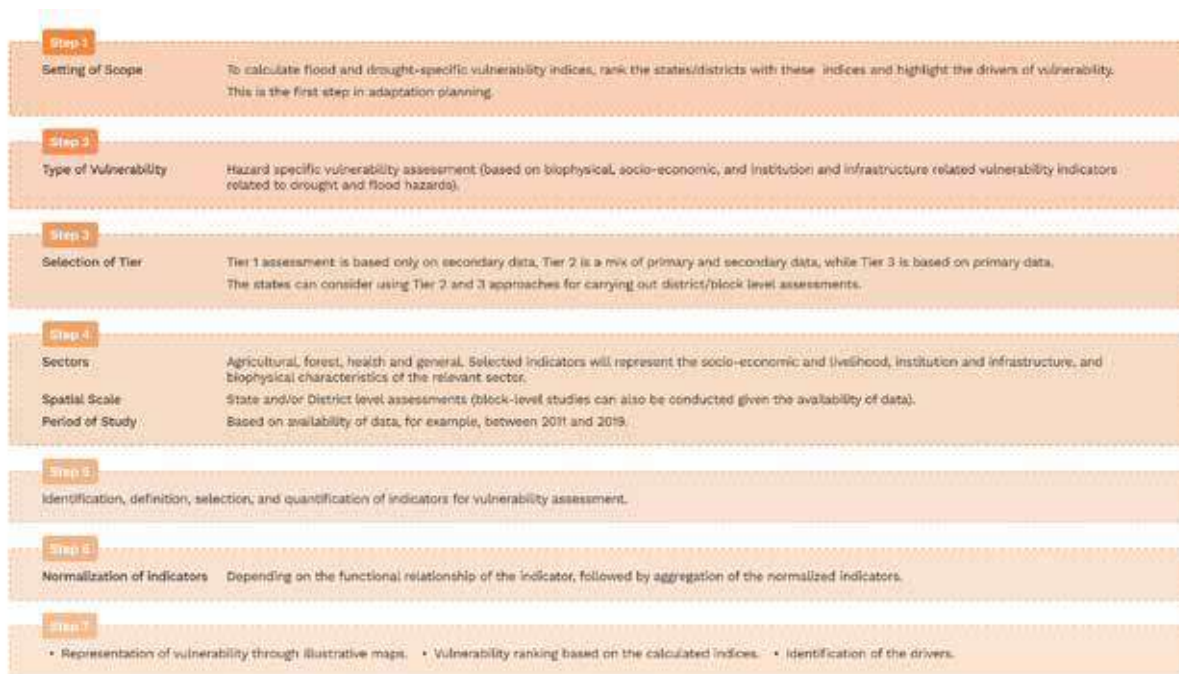 Step 1
Setting of Scope To calculate flood and drought-specific vulnerability indices, rank the states/districts with these indices and highlight the drivers of vulnerability.
This is the first step in adaptation planning.
Step 2
Type of Vulnerability Hazard specific vulnerability assessment (based on biophysical, socio-economic, and institution and infrastructure related vulnerability indicators
related to drought and flood hazards).
Step 3
Selection of Tier Tier 1 assessment is based only on secondary data, Tier 2 is a mix of primary and secondary data, while Tier 3 is based on primary data.
The states can consider using Tier 2 and 3 approaches for carrying out district/block level assessments.
Step 4
Sectors Agricultural, forest, health and general. Selected indicators will represent the socio-economic and livelihood, institution and infrastructure, and
biophysical characteristics of the relevant sector.
Spatial Scale State and/or District level assessments (block-level studies can also be conducted given the availability of data).
Period of Study Based on availability of data, for example, between 2011 and 2019.
Step 5
Identification, definition, selection, and quantification of indicators for vulnerability assessment.
Step 6
Normalization of indicators Depending on the functional relationship of the indicator, followed by aggregation of the normalized indicators.
Step 7
• Representation of vulnerability through illustrative maps. • Vulnerability ranking based on the calculated indices. • Identification of the drivers.